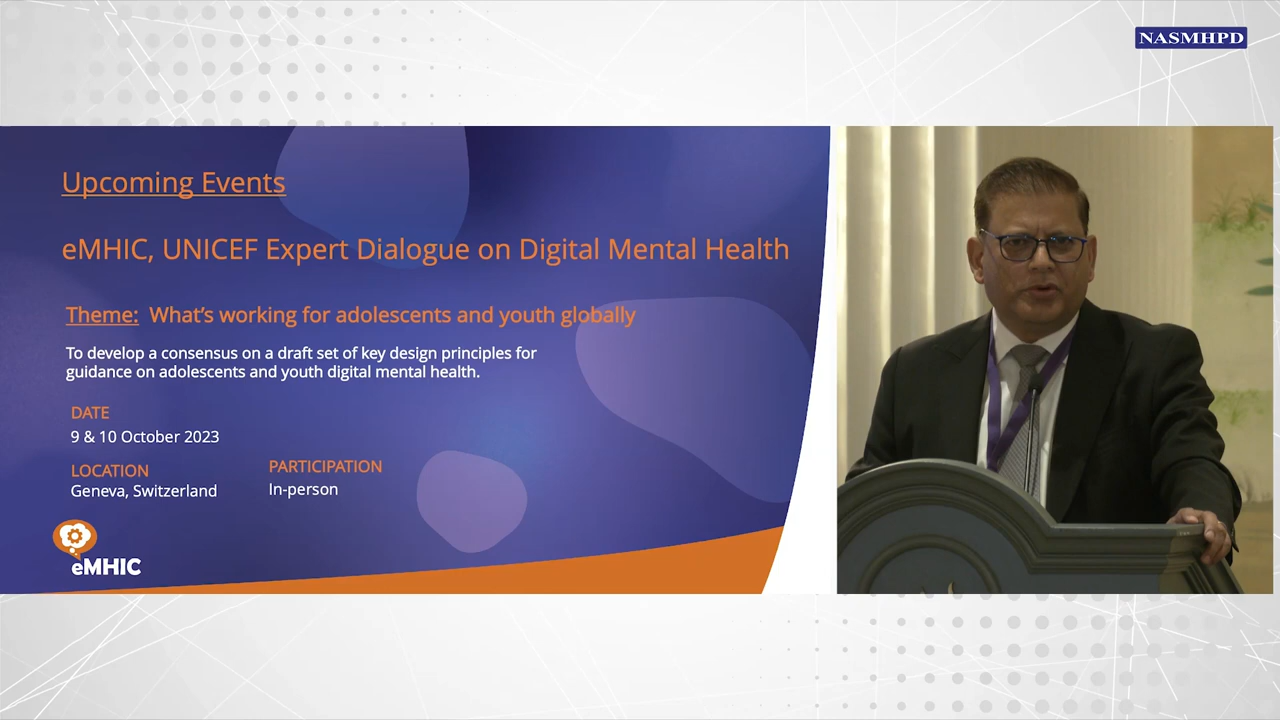 NASMHPD
Upcoming Events
eMHIC, UNICEF Expert Dialogue on Digital Mental Health
Theme: What's working for adolescents and youth globally
To develop a consensus on a draft set of key design principles for
guidance on adolescents and youth digital mental health.
DATE
9 & 10 October 2023
LOCATION
Geneva, Switzerland
PARTICIPATION
In-person
eMHIC